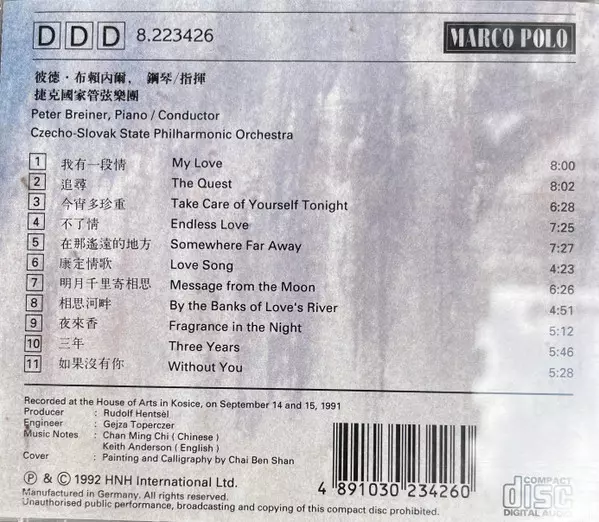 DDD 8.223426 MARCO POLO
彼德·布賴內爾, 鋼琴/指揮
捷克國家管弦樂團
Peter Breiner, Piano / Conductor
Czecho-Slovak State Philharmonic Orchestra
1 我有一段情 My Love 8:00
2 追尋 The Quest 8:02
3 今宵多珍重 Take Care of Yourself Tonight 6:28
4 不了情 Endless Love 7:25
5 在那遙遠的地方 Somewhere Far Away 7:27
6 康定情歌 Love Song 4:23
7 明月千里寄相思 Message from the Moon 6:26
8 相思河畔 By the Banks of Love's River 4:51
9 夜來香 Fragrance in the Night 5:12
10 三年 Three Years 5:46
11 如果沒有你 Without You 5:28
Recorded at the House of Arts in Kosice, on September 14 and 15, 1991
Producer : Rudolf Hentsel
Engineer : Gejza Toperczer
Music Notes : Chan Ming Chi ( Chinese )
Keith Anderson ( English )
Cover : Painting and Calligraphy by Chai Ben Shan
℗ & © 1992 HNH International Ltd.
Manufactured in Germany. All rights reserved.
Unauthorised public performance, broadcasting and copying of this compact disc prohibited.
4 891030 234260
COMPACT
disc
DIGITAL AUDIO